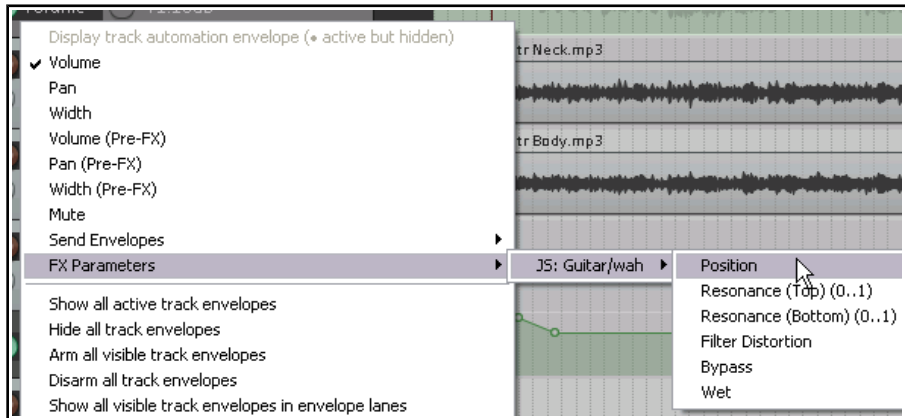 Display track automation envelope (• active but hidden)
Volume
Pan
Width
Volume (Pre-FX)
Pan (Pre-FX)
Width (Pre-FX)
Mute
Send Envelopes
FX Parameters
Show all active track envelopes
Hide all track envelopes
Arm all visible track envelopes
Disarm all visible track envelopes
Show all visible track envelopes in envelope lanes
JS: Guitar/wah
Position
Resonance (Top) (0..1)
Resonance (Bottom) (0..1)
Filter Distortion
Bypass
Wet
tr Neck.mp3
tr Body.mp3